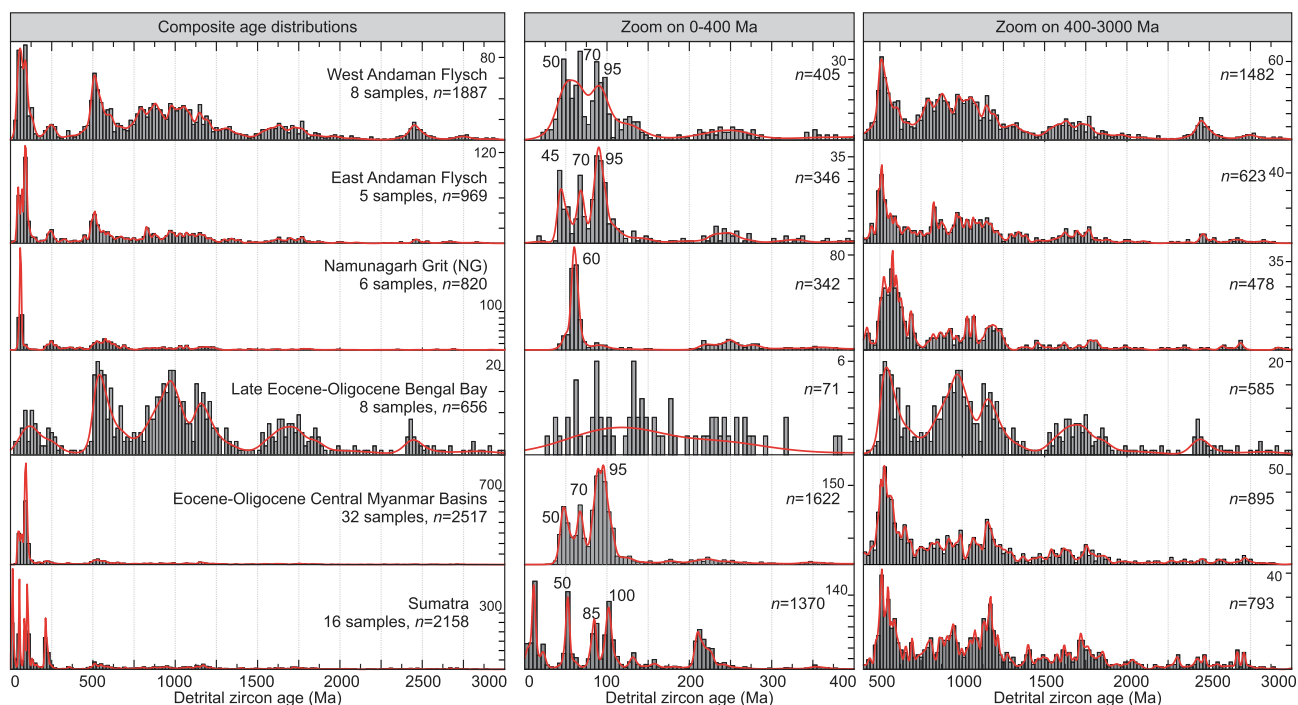 Composite age distributions
Zoom on 0-400 Ma
Zoom on 400-3000 Ma
80
West Andaman Flysch
8 samples, n=1887
50
70
95
30
n=405
60
n=1482
120
East Andaman Flysch
5 samples, n=969
45
70
95
35
n=346
n=623
40
Namunagarh Grit (NG)
6 samples, n=820
100
60
80
n=342
35
n=478
20
Late Eocene-Oligocene Bengal Bay
8 samples, n=656
6
n=71
20
n=585
700
Eocene-Oligocene Central Myanmar Basins
32 samples, n=2517
50
70
95
150
n=1622
50
n=895
Sumatra
300
16 samples, n=2158
50
85
100
140
n=1370
40
n=793
0 500 1000 1500 2000 2500 3000
0 100 200 300 400
500 1000 1500 2000 2500 3000
Detrital zircon age (Ma)
Detrital zircon age (Ma)
Detrital zircon age (Ma)